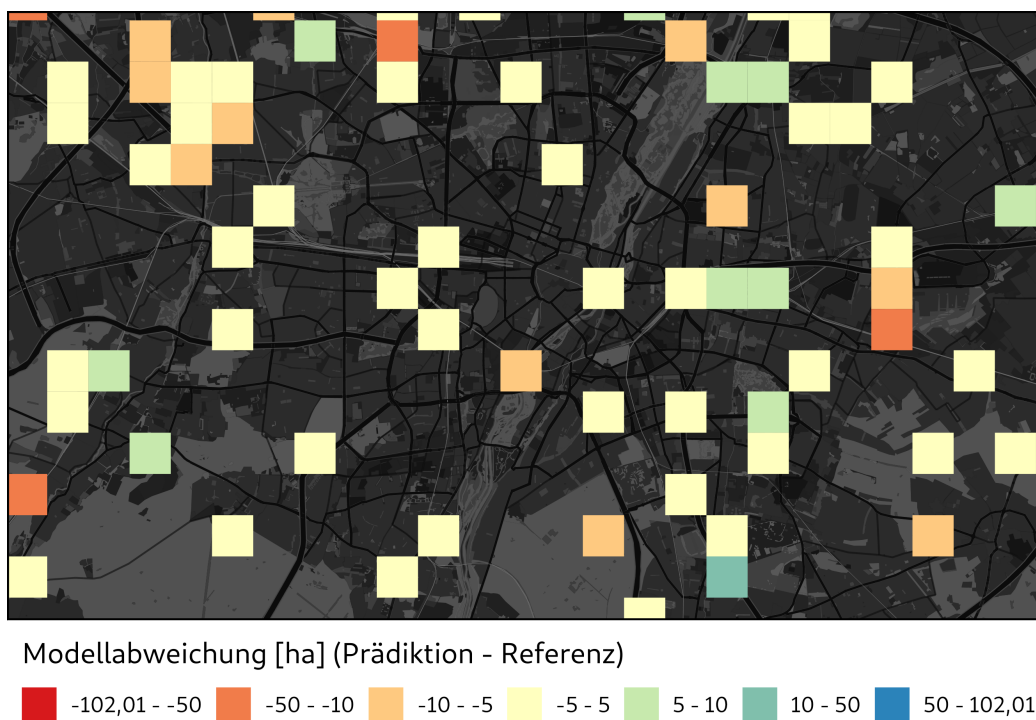 Modellabweichung [ha] (Prädiktion - Referenz)
-102,01 - -50 -50 - -10 -10 - -5 -5 - 5 5 - 10 10 - 50 50 - 102,01